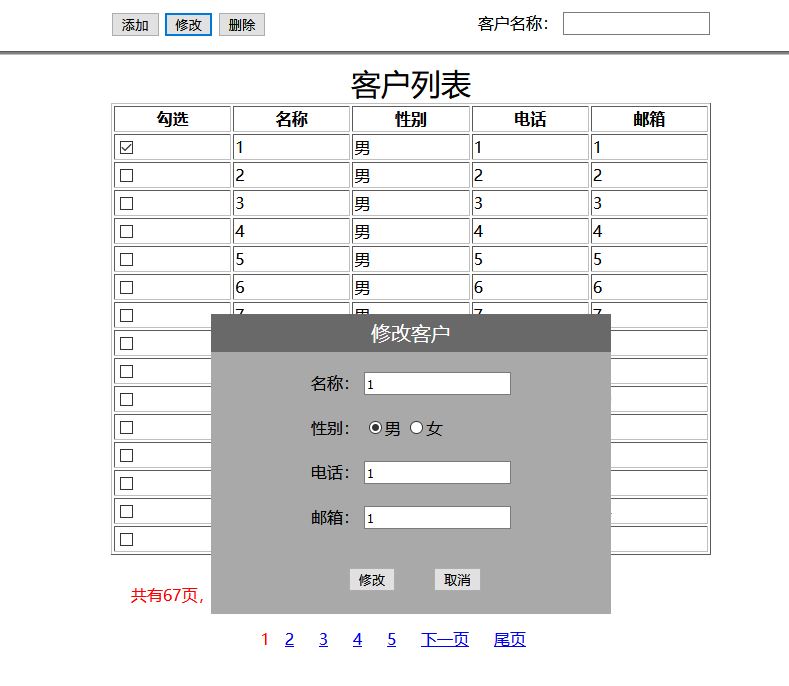 添加 修改 删除 客户名称：
客户列表
勾选 名称 性别 电话 邮箱
1 男 1 1
2 男 2 2
3 男 3 3
4 男 4 4
5 男 5 5
6 男 6 6
7 男 7 7
修改客户
名称： 1
性别： 男 女
电话： 1
邮箱： 1
修改 取消
共有67页，
1 2 3 4 5 下一页 尾页